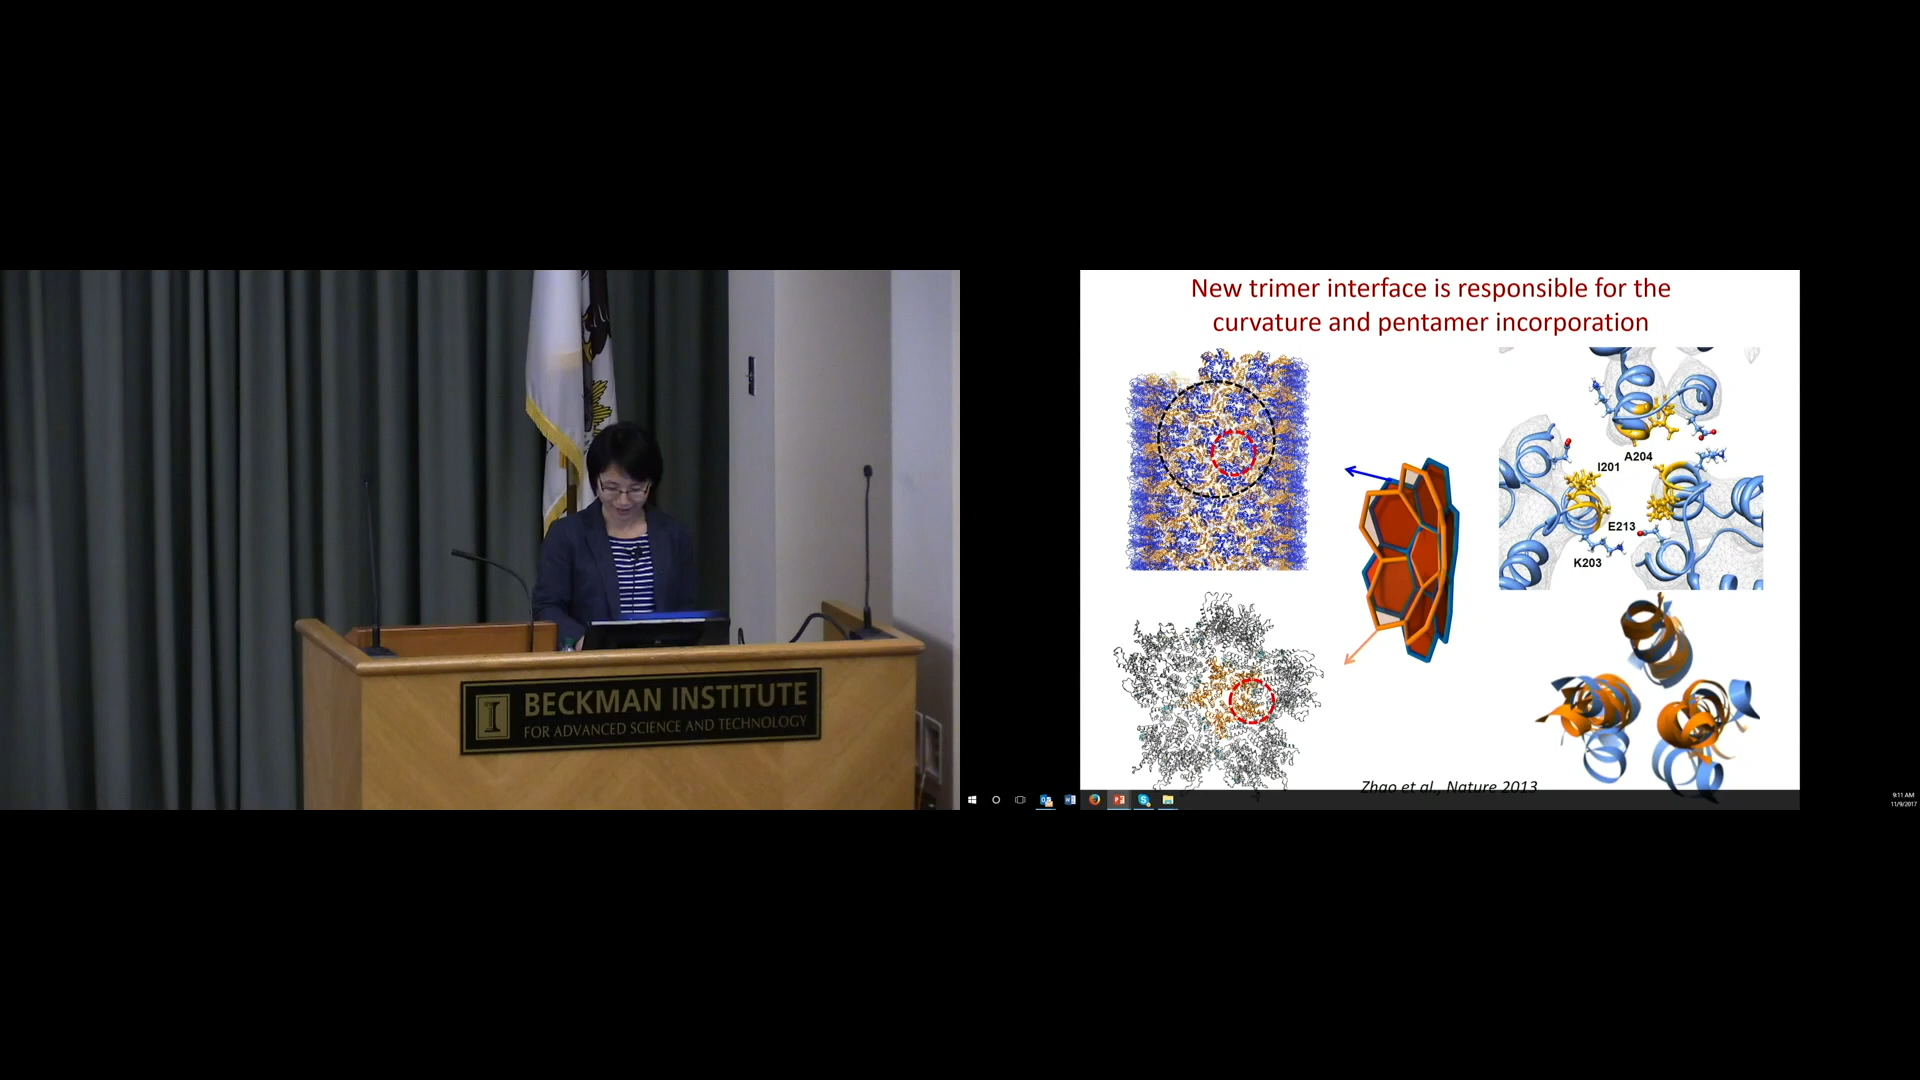 I
BECKMAN INSTITUTE
FOR ADVANCED SCIENCE AND TECHNOLOGY
New trimer interface is responsible for the
curvature and pentamer incorporation
A204
I201
E213
K203
Zhao et al., Nature 2013
9:11 AM
11/9/2017